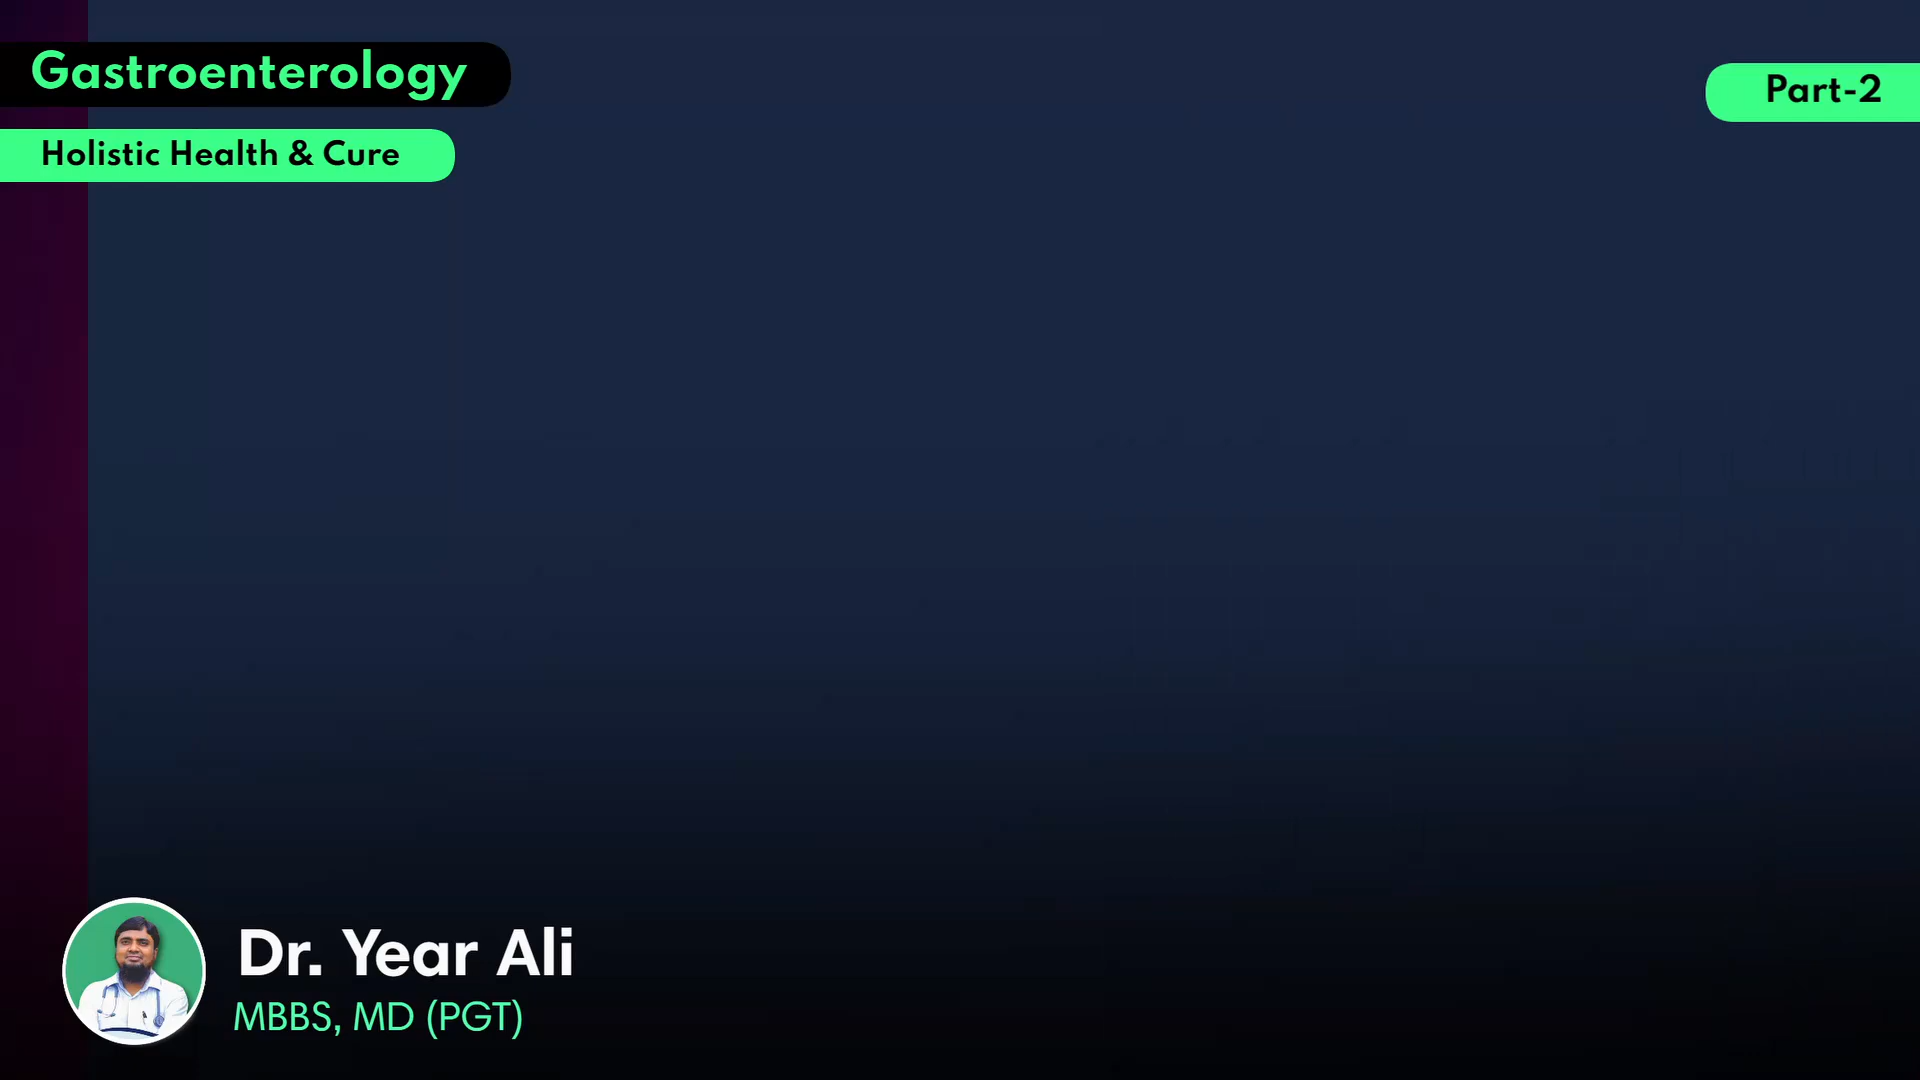 Gastroenterology
Part-2
Holistic Health & Cure
Dr. Year Ali
MBBS, MD (PGT)